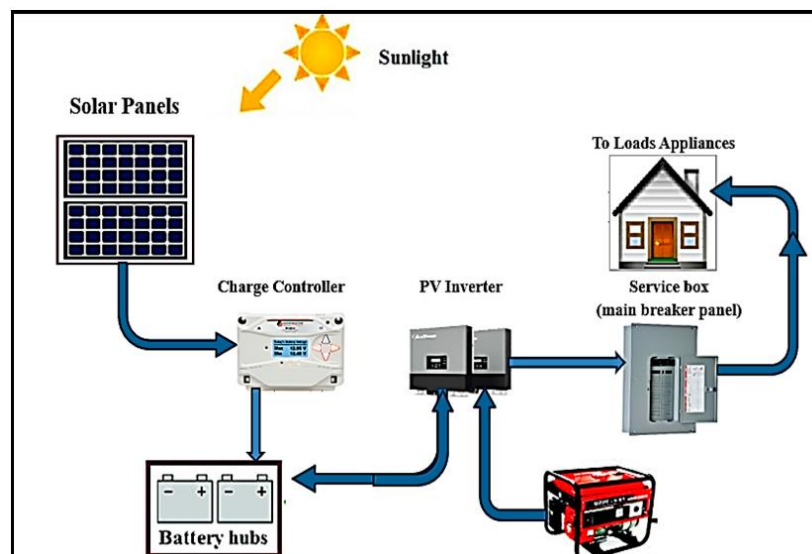 Sunlight
Solar Panels
To Loads Appliances
Charge Controller
PV Inverter
Service box
(main breaker panel)
Battery hubs